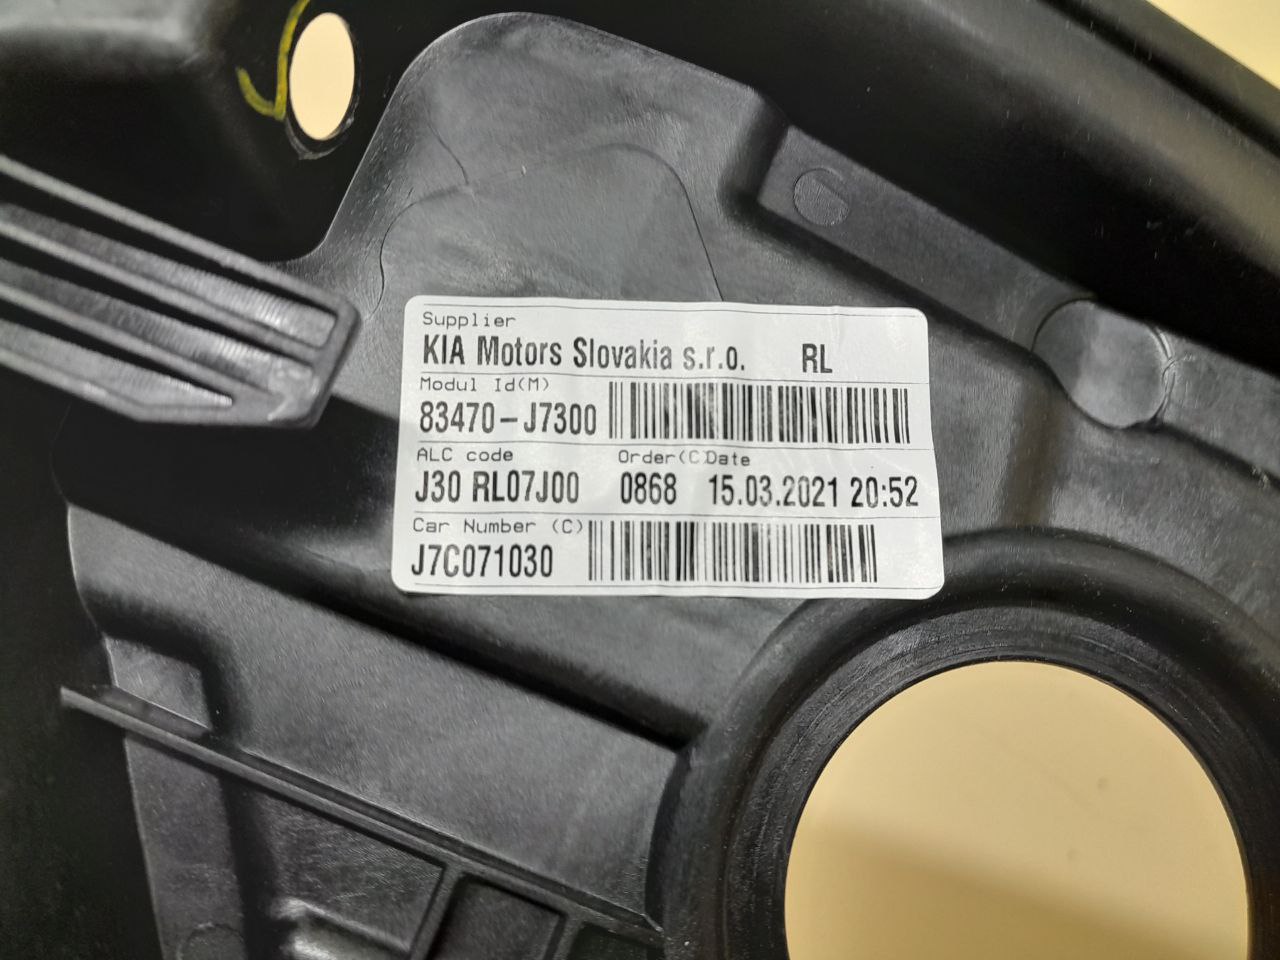 Supplier
KIA Motors Slovakia s.r.o. RL
Modul Id(M)
83470-J7300
ALC code Order(C)Date
J30 RL07J00 0868 15.03.2021 20:52
Car Number (C)
J7C071030